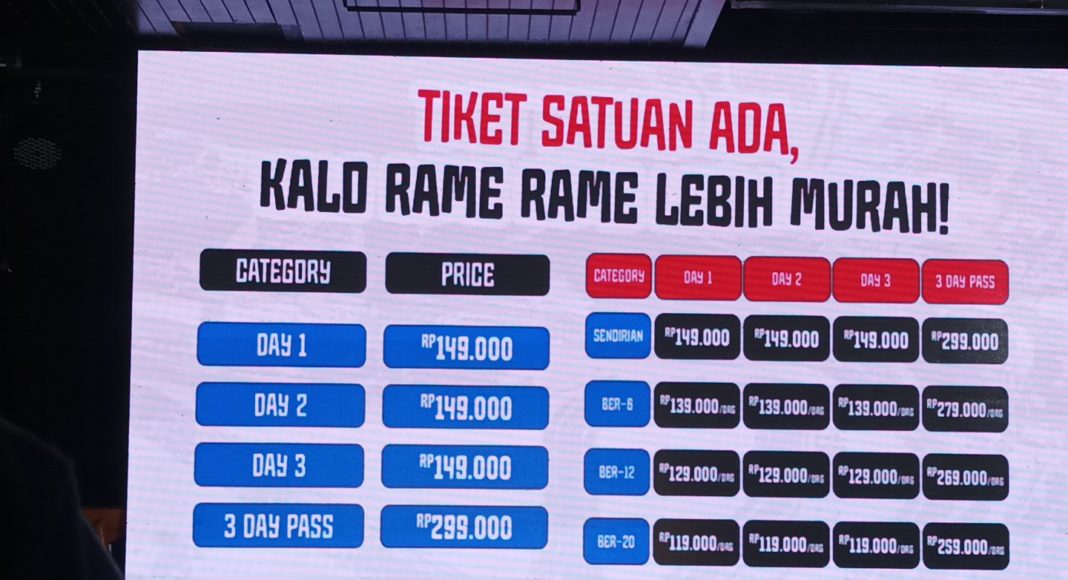 TIKET SATUAN ADA,
KALO RAME RAME LEBIH MURAH!
CATEGORY PRICE
DAY 1 RP149.000
DAY 2 RP149.000
DAY 3 RP149.000
3 DAY PASS RP299.000
CATEGORY DAY 1 DAY 2 DAY 3 3 DAY PASS
SENDIRIAN RP149.000 RP149.000 RP149.000 RP299.000
BER-6 RP139.000/ORG RP139.000/ORG RP139.000/ORG RP279.000/ORG
BER-12 RP129.000/ORG RP129.000/ORG RP129.000/ORG RP269.000/ORG
BER-20 RP119.000/ORG RP119.000/ORG RP119.000/ORG RP259.000/ORG